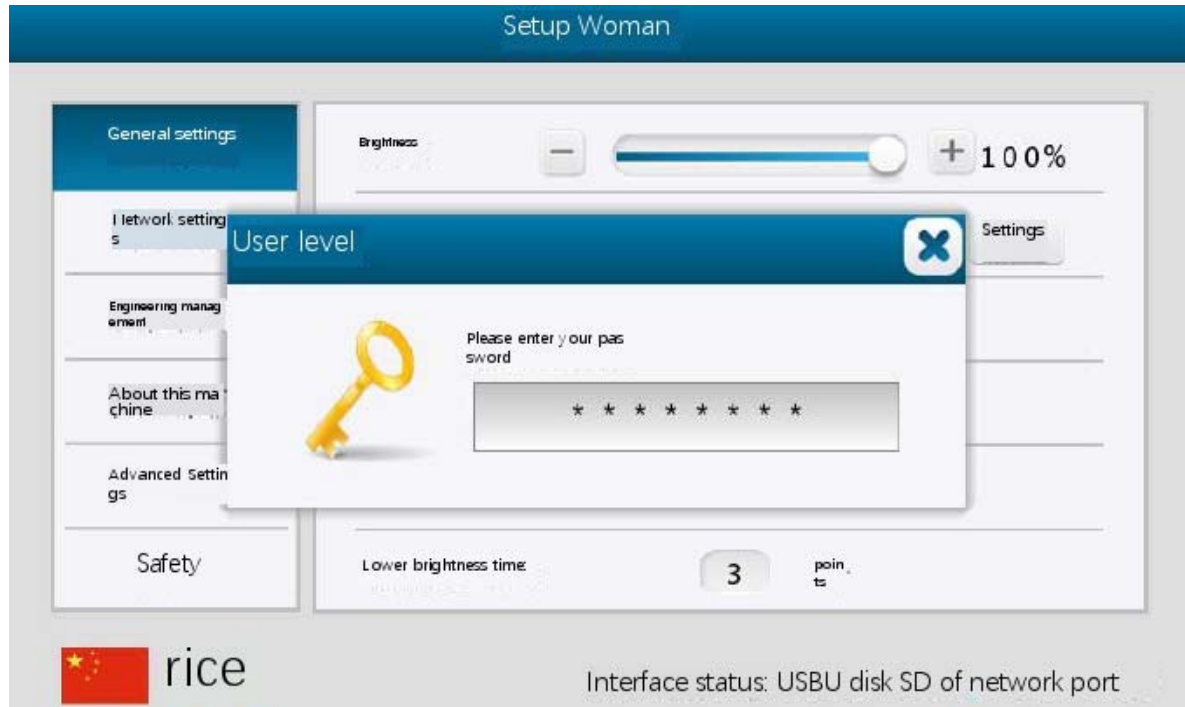 Setup Woman
General settings
Brightness
100%
Network setting
s
User level
Settings
Engineering manag
ement
Please enter your pas
sword
* * * * * * * *
About this ma
chine
Advanced Settin
gs
Safety
Lower brightness time:
3
poin
ts
rice
Interface status: USBU disk SD of network port